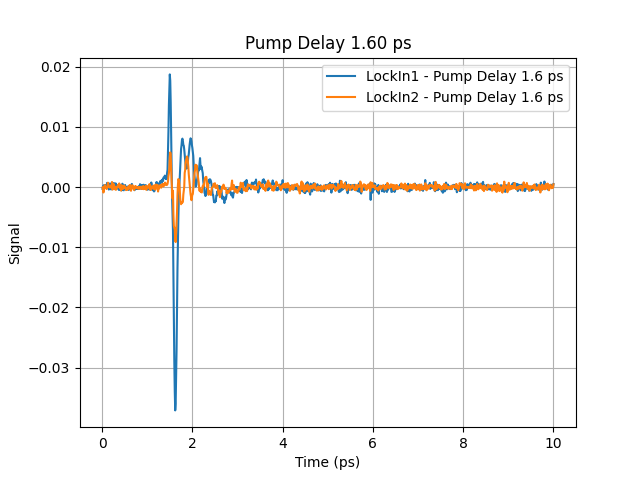 Pump Delay 1.60 ps
LockIn1 - Pump Delay 1.6 ps
LockIn2 - Pump Delay 1.6 ps
0.02
0.01
0.00
−0.01
−0.02
−0.03
Signal
0 2 4 6 8 10
Time (ps)